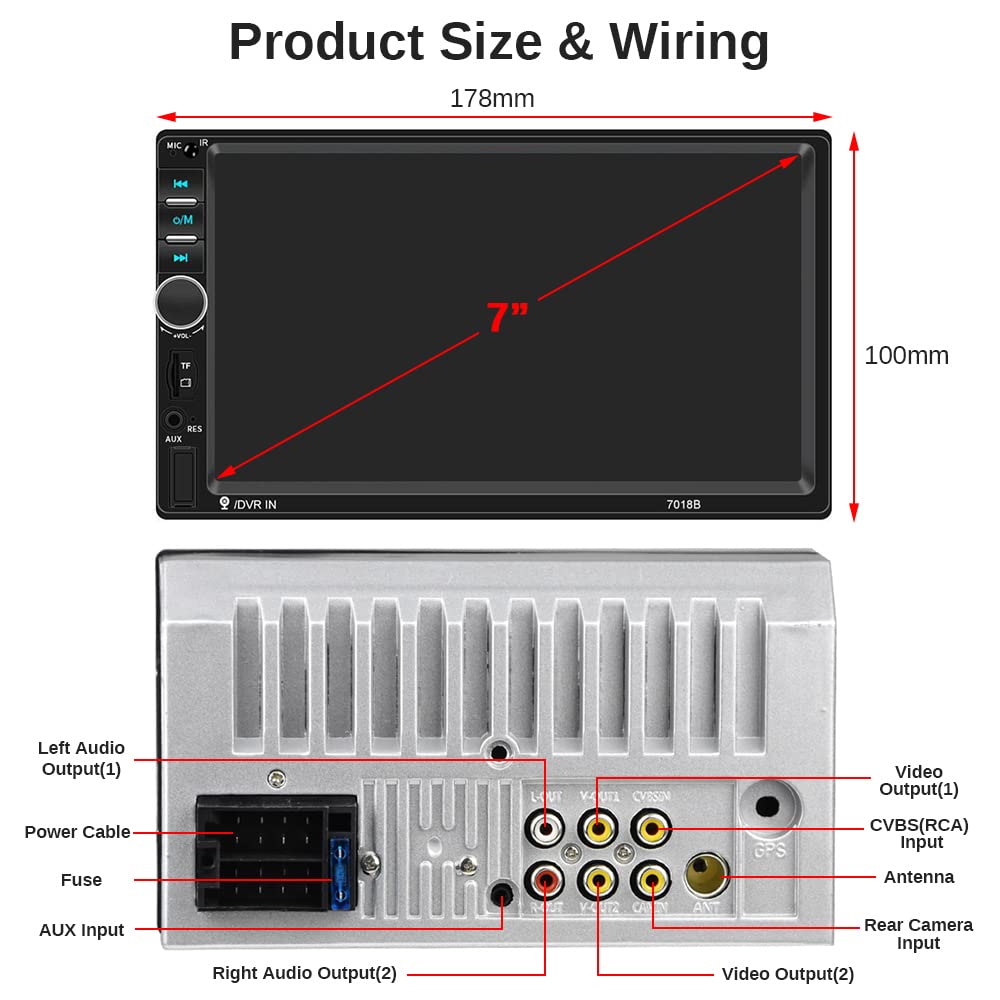 Product Size & Wiring
178mm
MIC
IR
/M
+VOL-
TF
RES
AUX
/DVR IN
7018B
7”
100mm
Left Audio
Output(1)
Power Cable
Fuse
AUX Input
Right Audio Output(2)
L-OUT
V-OUT1
CVBSIN
R-OUT
V-OUT2
CAMIN
ANT
GPS
Video
Output(1)
CVBS(RCA)
Input
Antenna
Rear Camera
Input
Video Output(2)